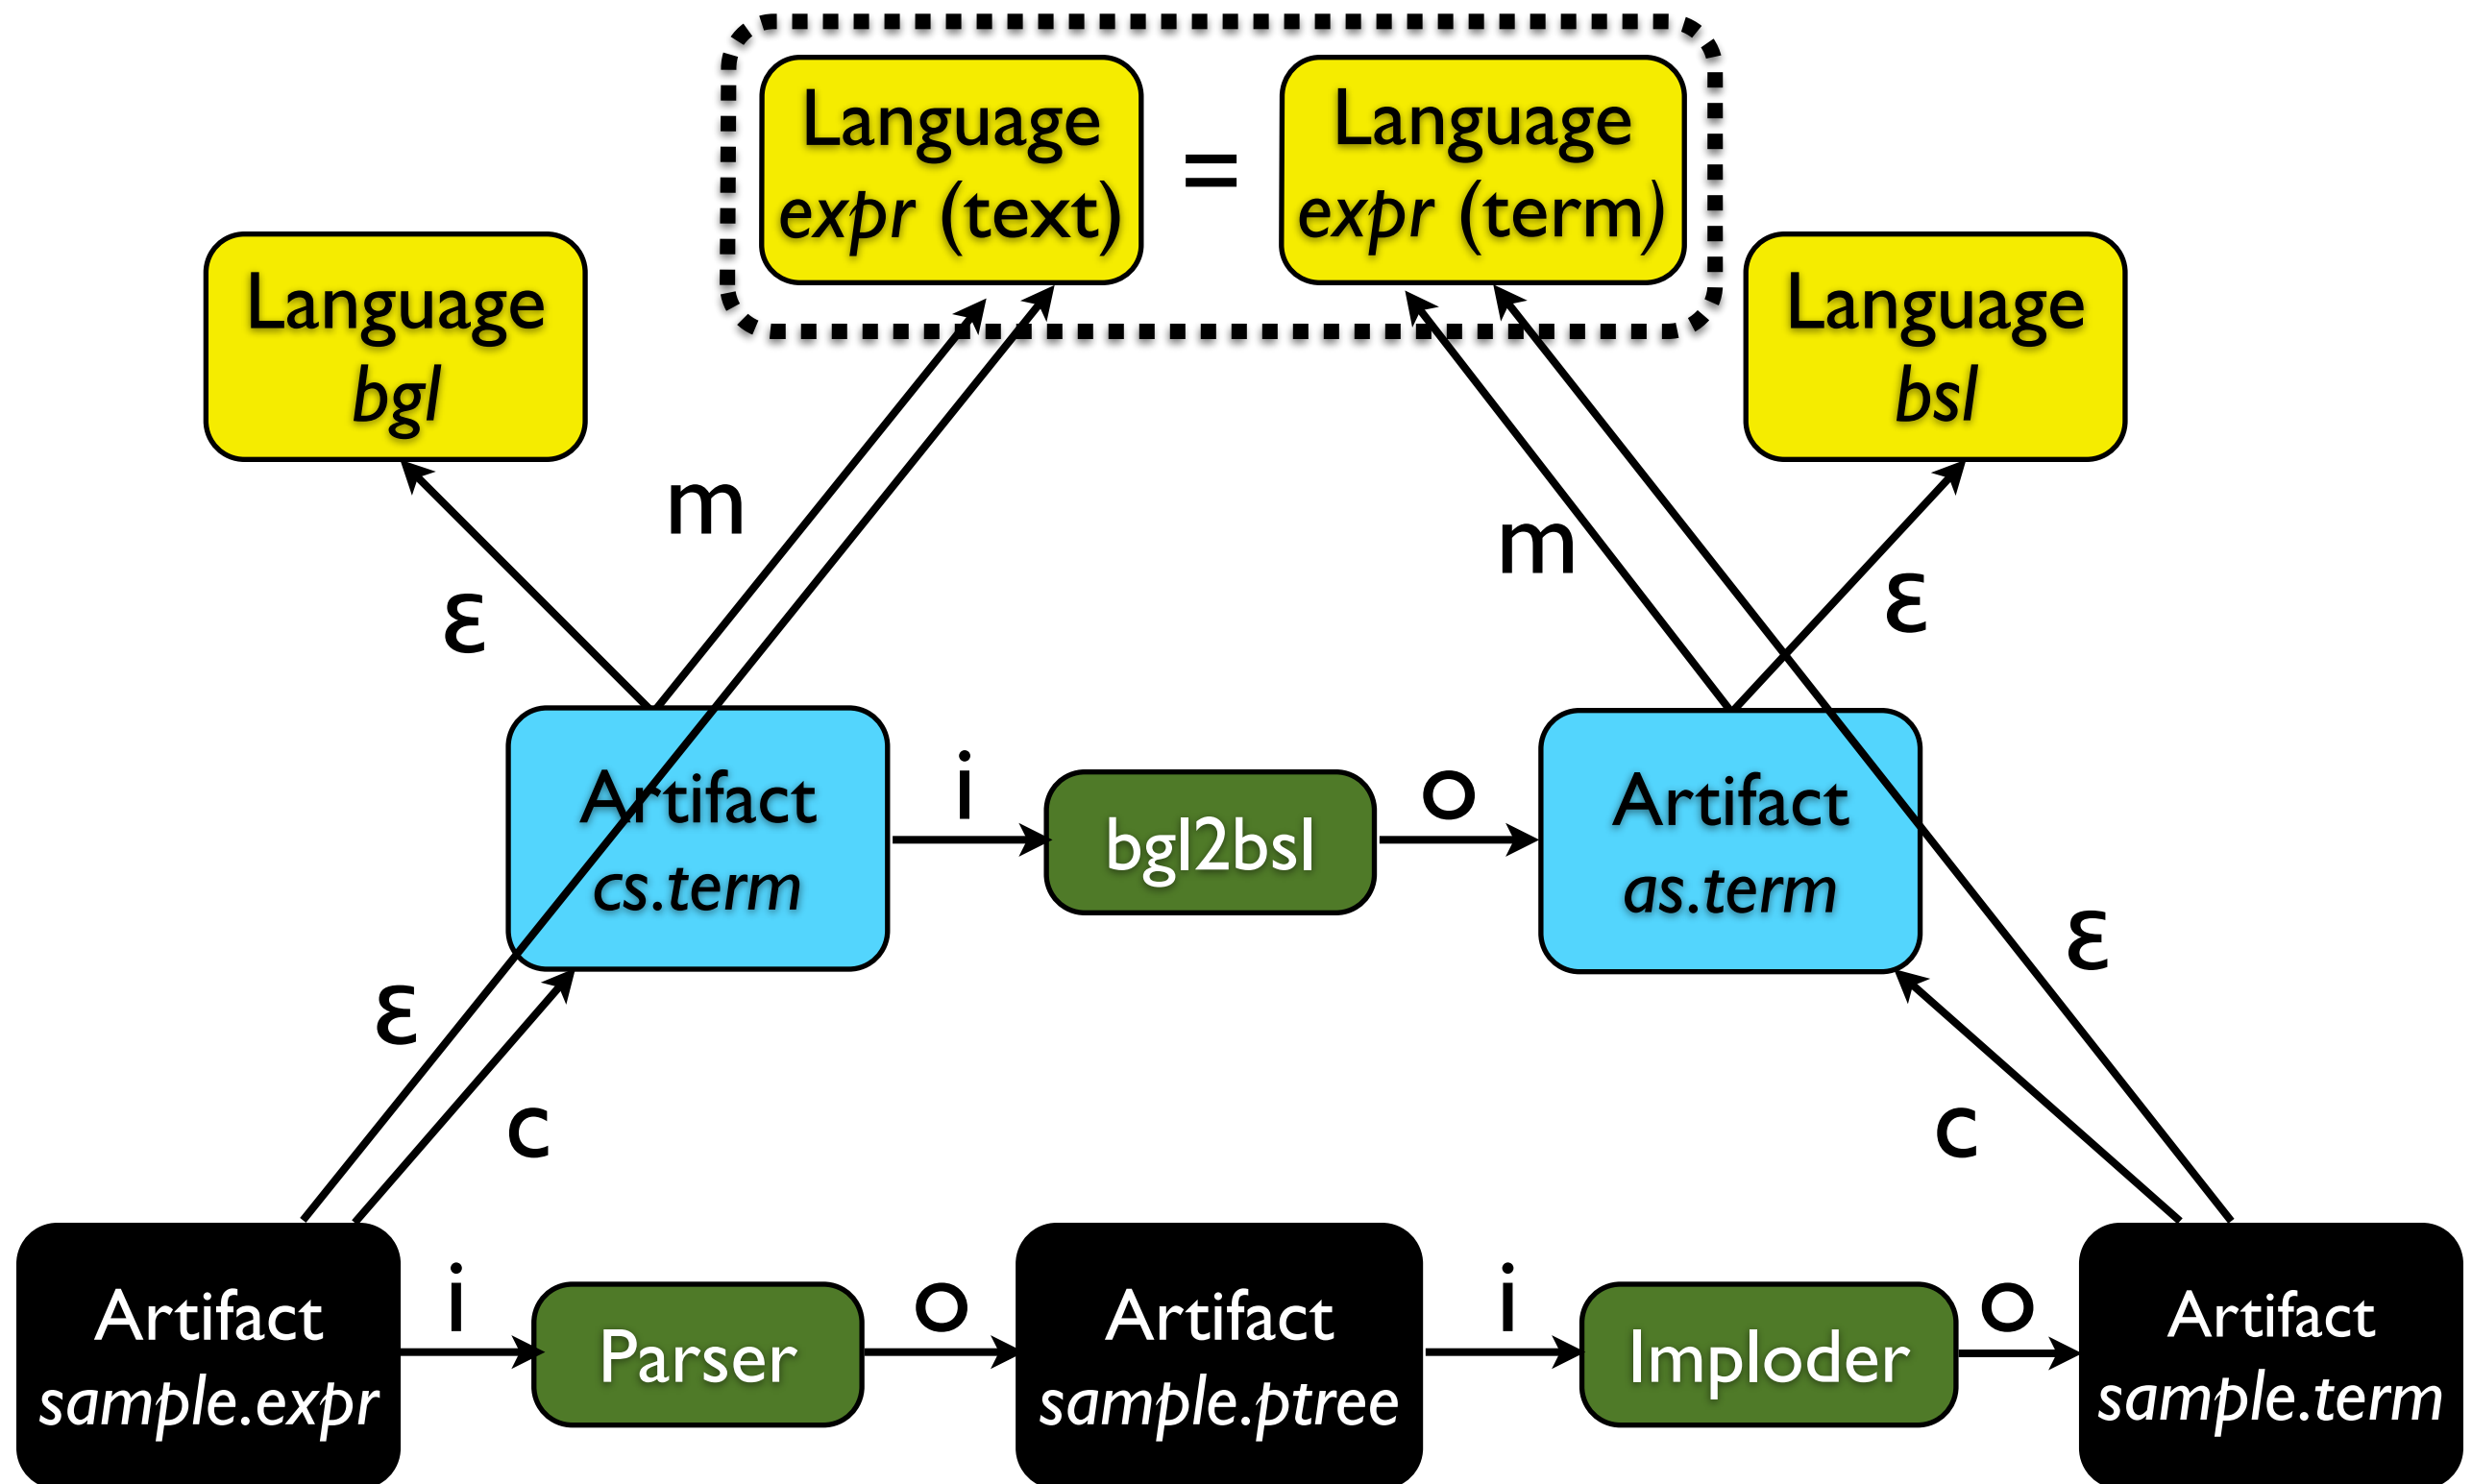 Language
expr (text)
=
Language
expr (term)
Language
bgl
Language
bsl
m
m
ε
ε
Artifact
cs.term
i
bgl2bsl
o
Artifact
as.term
ε
ε
c
c
Artifact
sample.expr
i
Parser
o
Artifact
sample.ptree
i
Imploder
o
Artifact
sample.term